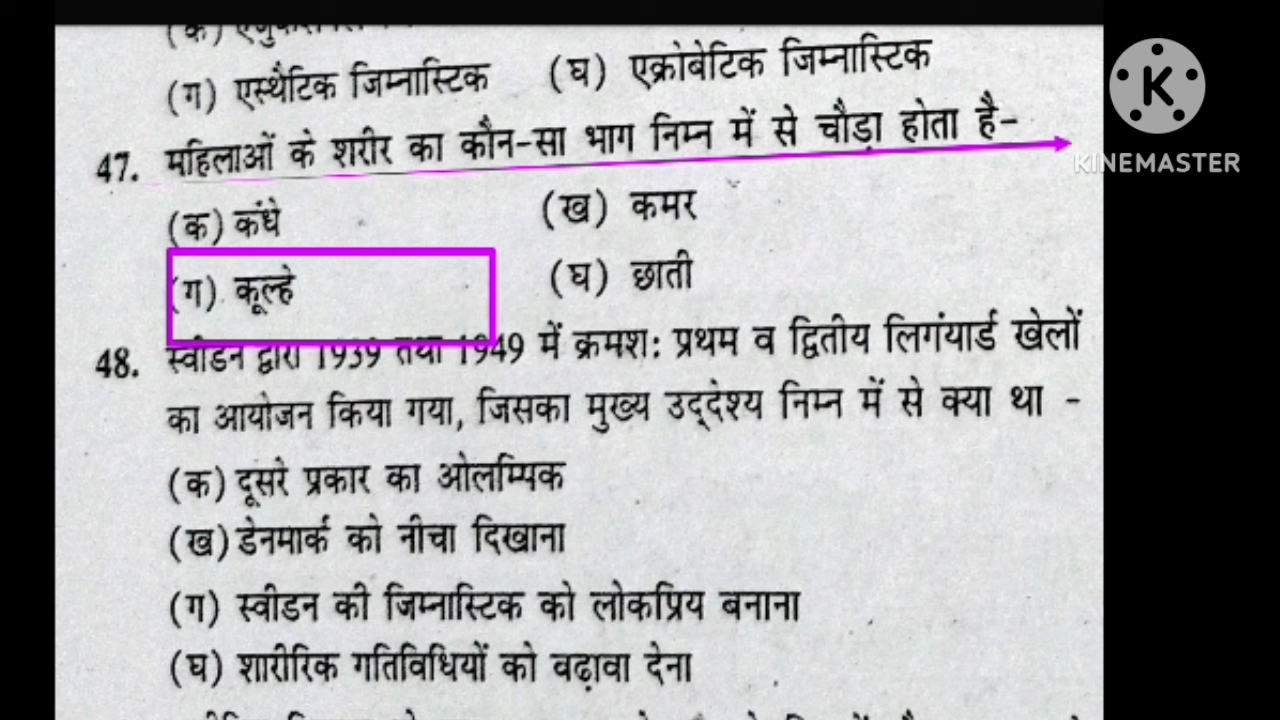 (ग) एस्थैटिक जिम्नास्टिक (घ) एक्रोबेटिक जिम्नास्टिक
47. महिलाओं के शरीर का कौन-सा भाग निम्न में से चौड़ा होता है-
K
KINEMASTER
(क) कंधे (ख) कमर
(ग) कूल्हे (घ) छाती
48. स्वीडन द्वारा 1939 तथा 1949 में क्रमश: प्रथम व द्वितीय लिगंयार्ड खेलों
का आयोजन किया गया, जिसका मुख्य उद्देश्य निम्न में से क्या था -
(क) दूसरे प्रकार का ओलम्पिक
(ख) डेनमार्क को नीचा दिखाना
(ग) स्वीडन की जिम्नास्टिक को लोकप्रिय बनाना
(घ) शारीरिक गतिविधियों को बढ़ावा देना